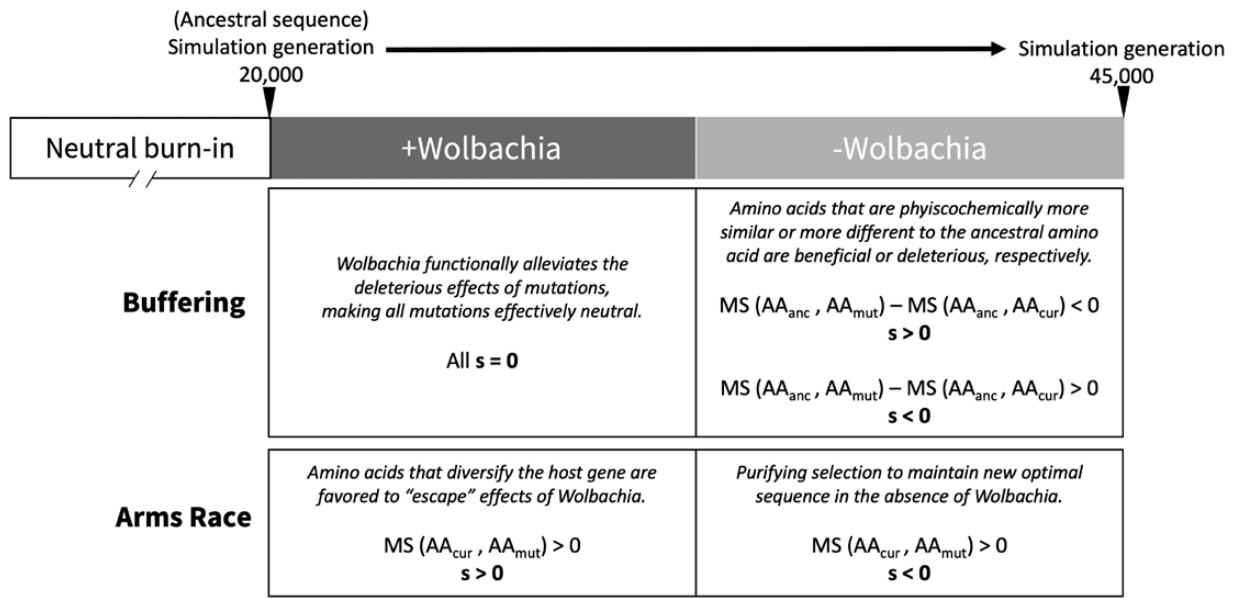 (Ancestral sequence)
Simulation generation
20,000
Simulation generation
45,000
Neutral burn-in
+Wolbachia
-Wolbachia
Buffering
Wolbachia functionally alleviates the
deleterious effects of mutations,
making all mutations effectively neutral.
All s = 0
Amino acids that are phyiscochemically more
similar or more different to the ancestral amino
acid are beneficial or deleterious, respectively.
MS (AAanc , AAmut) – MS (AAanc , AAcur) < 0
s > 0
MS (AAanc , AAmut) – MS (AAanc , AAcur) > 0
s < 0
Arms Race
Amino acids that diversify the host gene are
favored to “escape” effects of Wolbachia.
MS (AAcur , AAmut) > 0
s > 0
Purifying selection to maintain new optimal
sequence in the absence of Wolbachia.
MS (AAcur , AAmut) > 0
s < 0